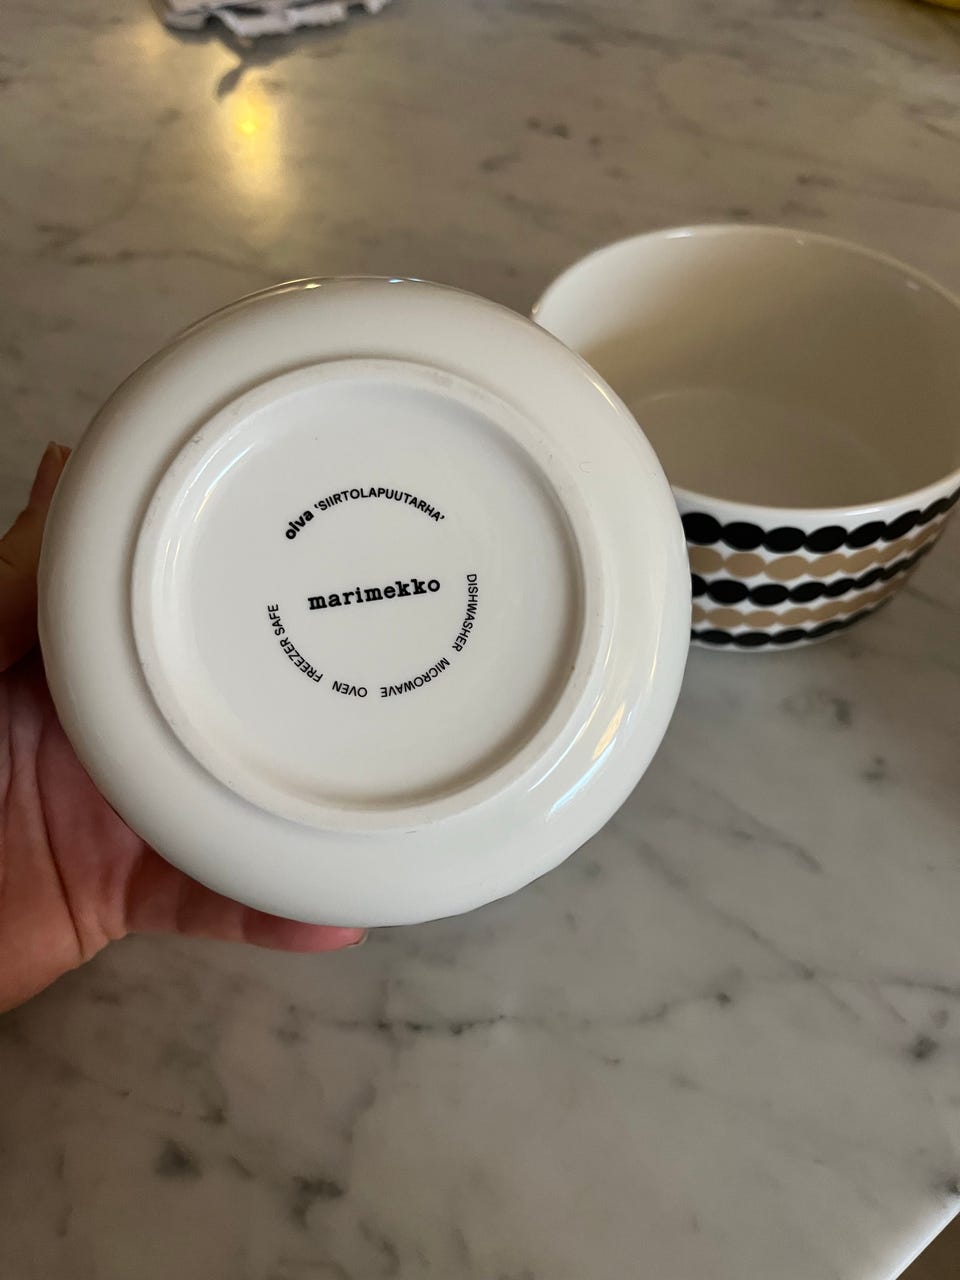 oiva 'SIIRTOLAPUUTARHA'
marimekko
DISHWASHER MICROWAVE OVEN FREEZER SAFE